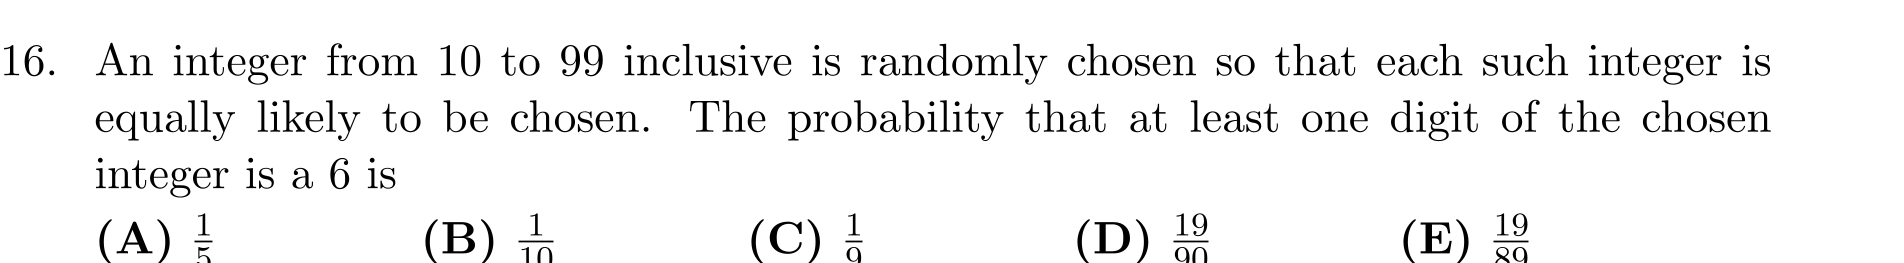 16. An integer from 10 to 99 inclusive is randomly chosen so that each such integer is
equally likely to be chosen. The probability that at least one digit of the chosen
integer is a 6 is
(A) 1/5 (B) 1/10 (C) 1/9 (D) 19/90 (E) 19/89